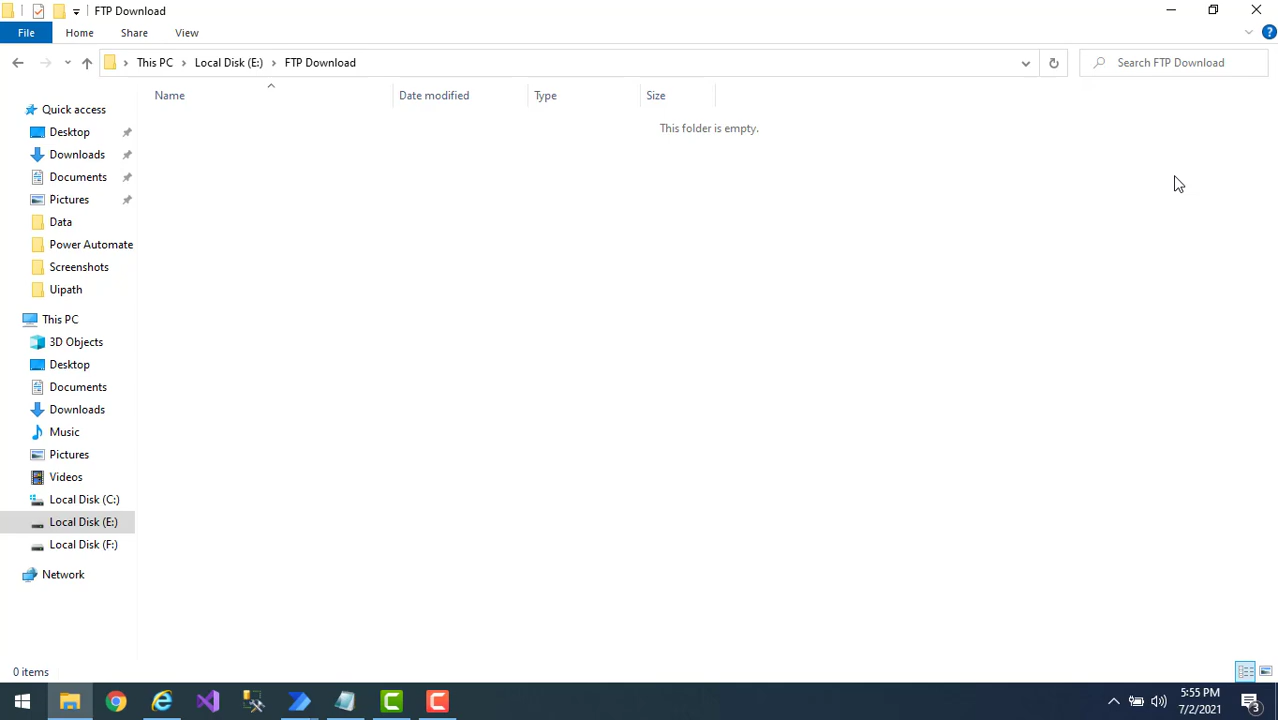 FTP Download
File Home Share View
This PC Local Disk (E:) FTP Download
Search FTP Download
Name Date modified Type Size
This folder is empty.
Quick access
Desktop
Downloads
Documents
Pictures
Data
Power Automate
Screenshots
Uipath
This PC
3D Objects
Desktop
Documents
Downloads
Music
Pictures
Videos
Local Disk (C:)
Local Disk (E:)
Local Disk (F:)
Network
0 items
5:55 PM
7/2/2021
3